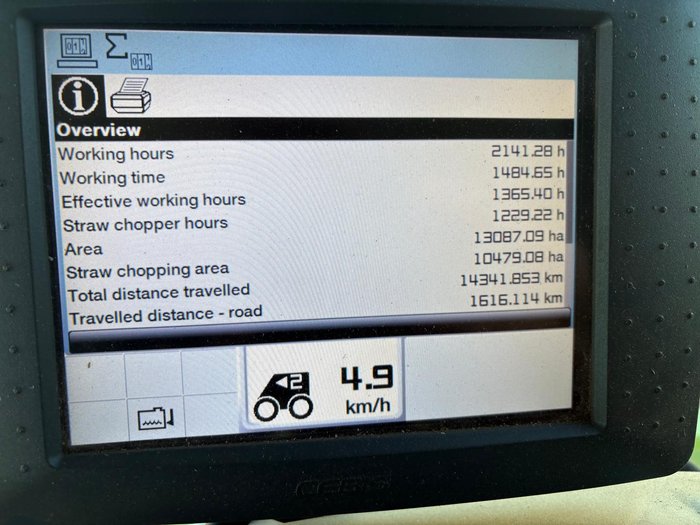 Overview
Working hours 2141.28 h
Working time 1484.65 h
Effective working hours 1365.40 h
Straw chopper hours 1229.22 h
Area 13087.09 ha
Straw chopping area 10479.08 ha
Total distance travelled 14341.853 km
Travelled distance - road 1616.114 km
2 4.9
km/h